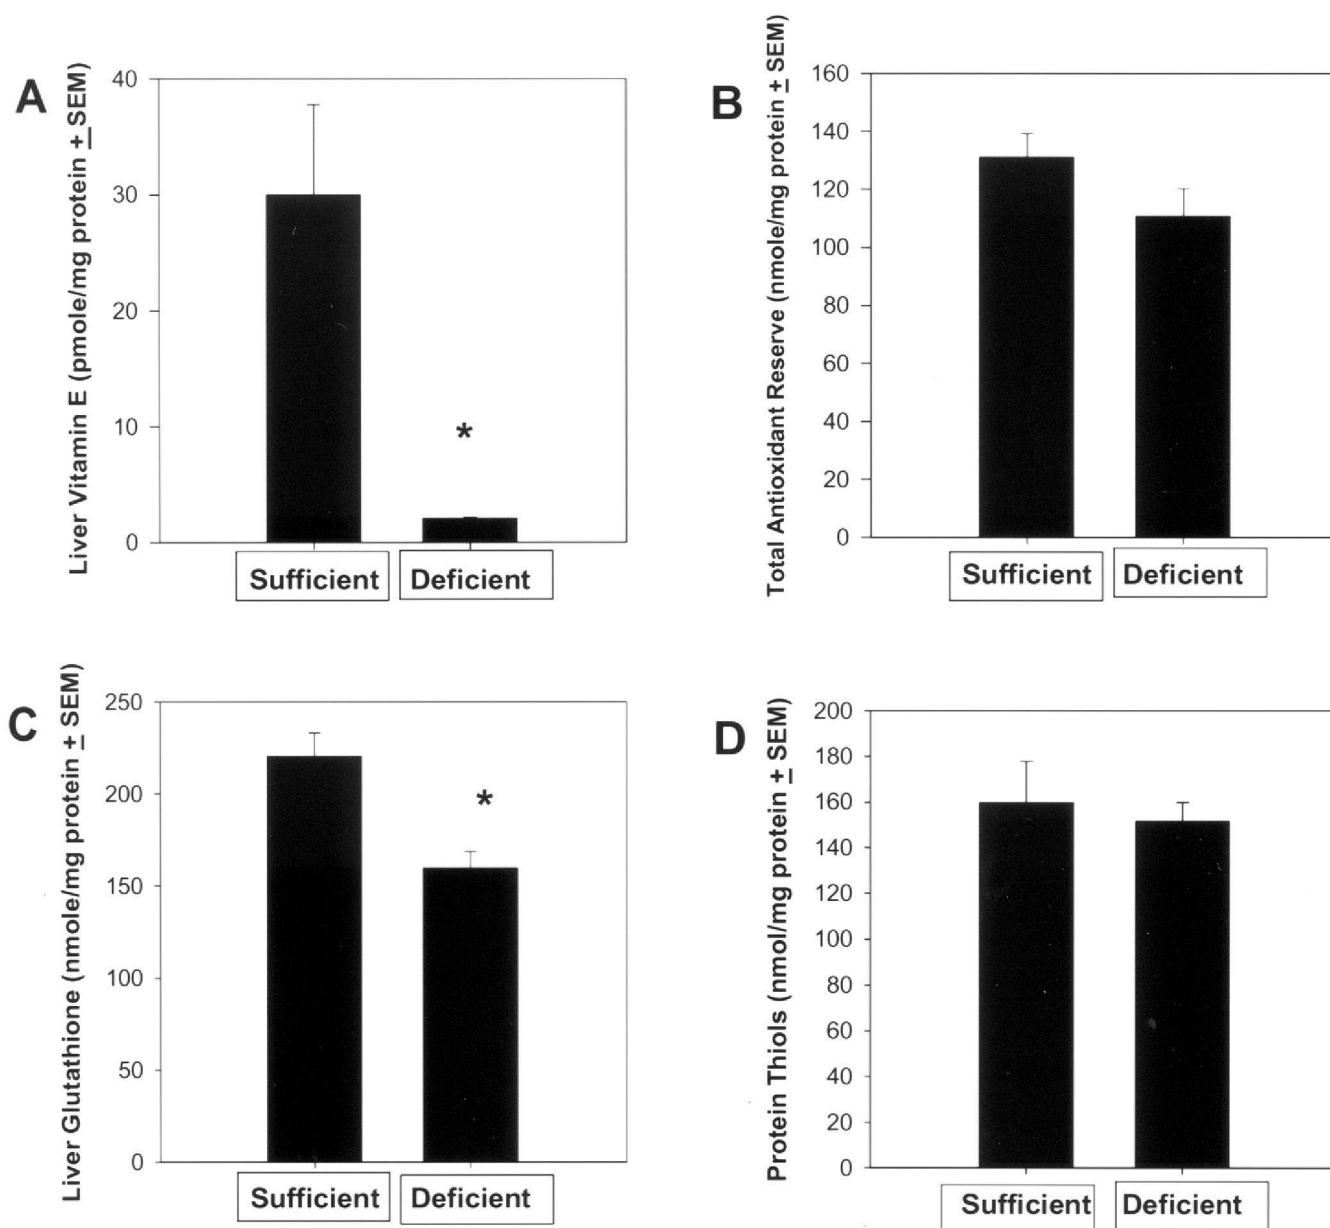 A
Liver Vitamin E (pmole/mg protein ± SEM)
40
30
20
10
0
*
Sufficient
Deficient
B
Total Antioxidant Reserve (nmole/mg protein ± SEM)
160
140
120
100
80
60
40
20
0
Sufficient
Deficient
C
Liver Glutathione (nmole/mg protein ± SEM)
250
200
150
100
50
0
*
Sufficient
Deficient
D
Protein Thiols (nmol/mg protein ± SEM)
200
180
160
140
120
100
80
60
40
20
0
Sufficient
Deficient